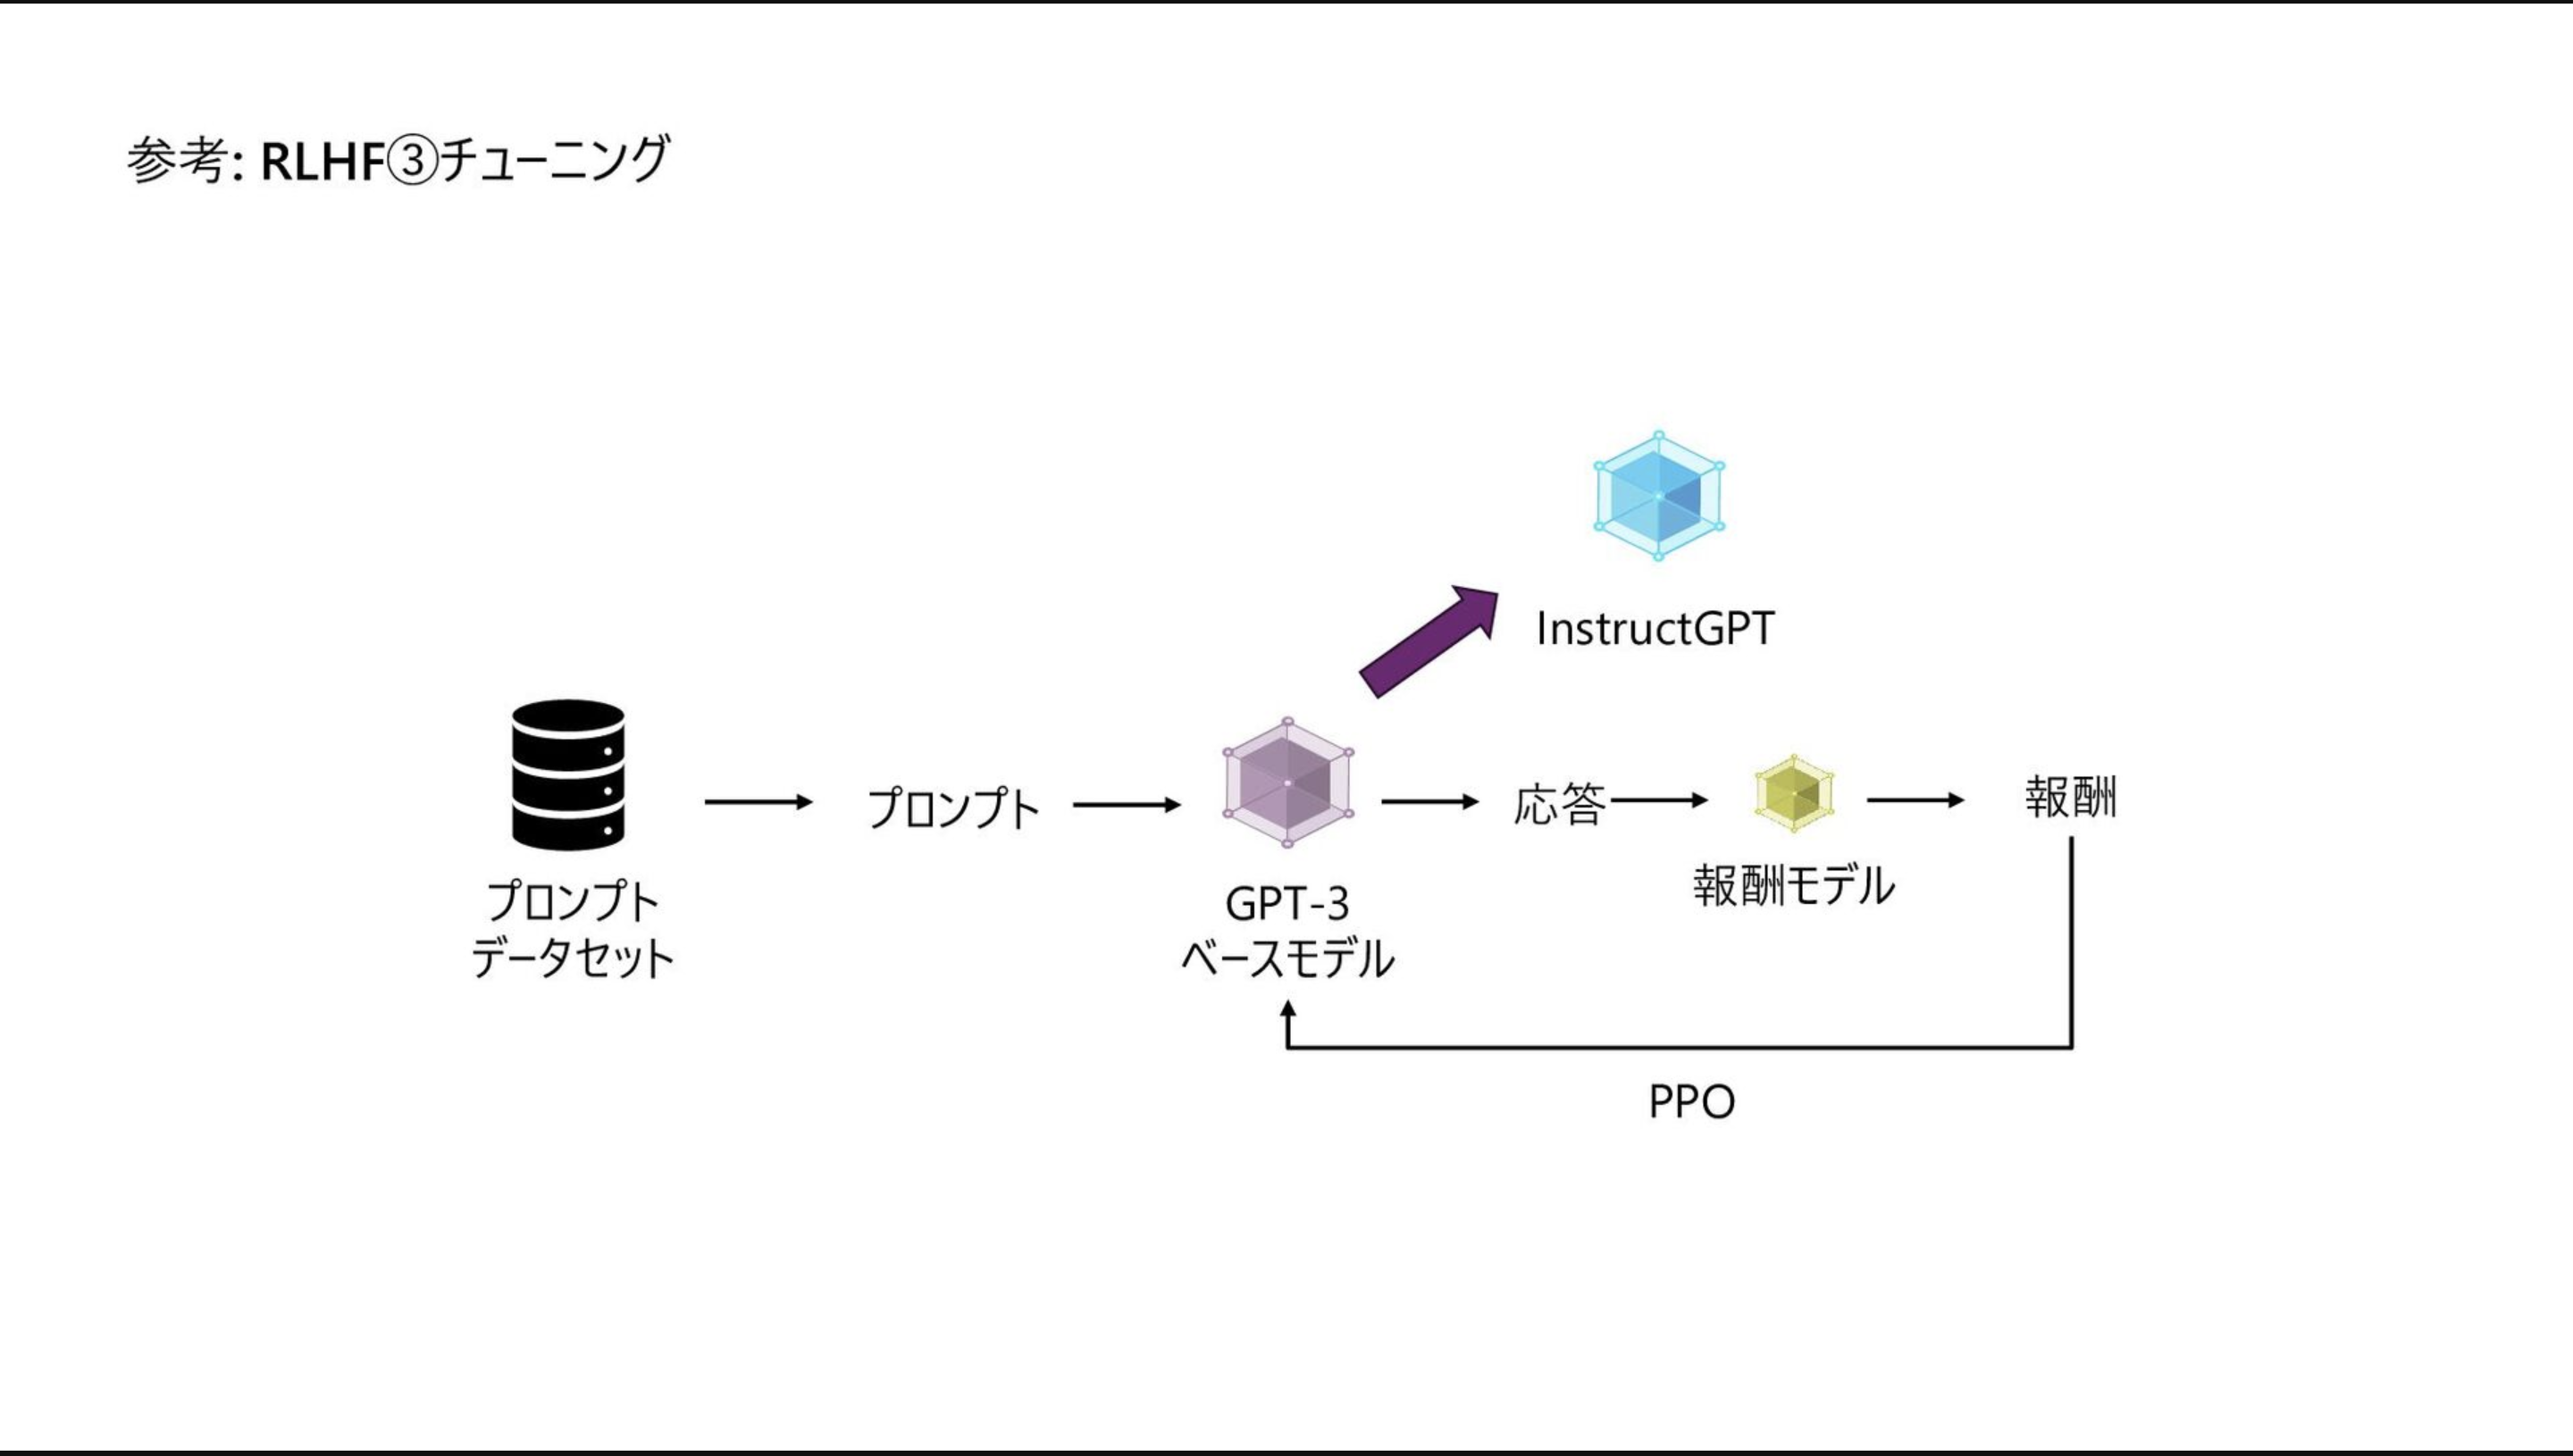 参考: RLHF③チューニング
InstructGPT
プロンプト
応答
報酬
プロンプト
データセット
GPT-3
ベースモデル
報酬モデル
PPO